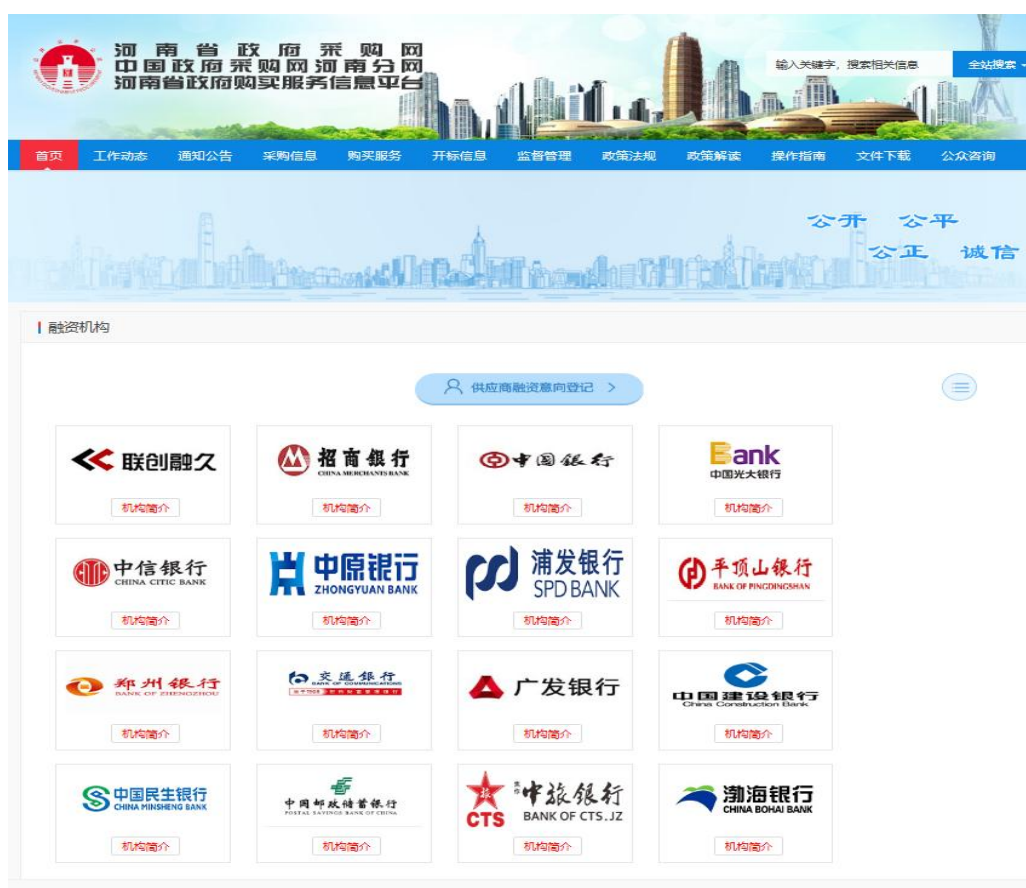 河南省政府采购网
中国政府采购网河南分网
河南省政府购买服务信息平台
输入关键字，搜索相关信息 全站搜索
首页 工作动态 通知公告 采购信息 购买服务 开标信息 监督管理 政策法规 政策解读 操作指南 文件下载 公众咨询
公开 公平
公正 诚信
融资机构
供应商融资意向登记 >
联创融久
机构简介
招商银行
CHINA MERCHANTS BANK
机构简介
中国银行
机构简介
Bank
中国光大银行
机构简介
中信银行
CHINA CITIC BANK
机构简介
中原银行
ZHONGYUAN BANK
机构简介
浦发银行
SPD BANK
机构简介
平顶山银行
BANK OF PINGDINGSHAN
机构简介
郑州银行
BANK OF ZHENGZHOU
机构简介
交通银行
BANK OF COMMUNICATIONS
机构简介
广发银行
机构简介
中国建设银行
China Construction Bank
机构简介
中国民生银行
CHINA MINSHENG BANK
机构简介
中国邮政储蓄银行
POSTAL SAVINGS BANK OF CHINA
机构简介
旅
CTS
焦作中旅银行
BANK OF CTS.JZ
机构简介
渤海银行
CHINA BOHAI BANK
机构简介